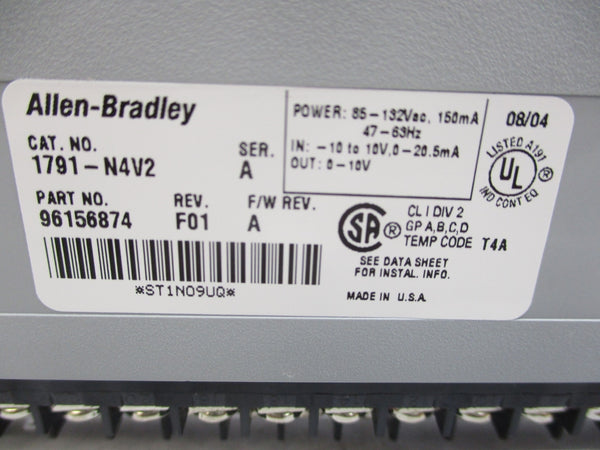 Allen-Bradley
CAT. NO.
1791-N4V2
SER.
A
PART NO.
96156874
REV.
F01
F/W REV.
A
*ST1N09UQ*
POWER: 85-132Vac, 150mA
47-63Hz
IN: -10 to 10V,0-20.5mA
OUT: 0-10V
08/04
LISTED A191
UL ®
IND CONT EQ
SA ®
CL I DIV 2
GP A,B,C,D
TEMP CODE T4A
SEE DATA SHEET
FOR INSTAL. INFO.
MADE IN U.S.A.